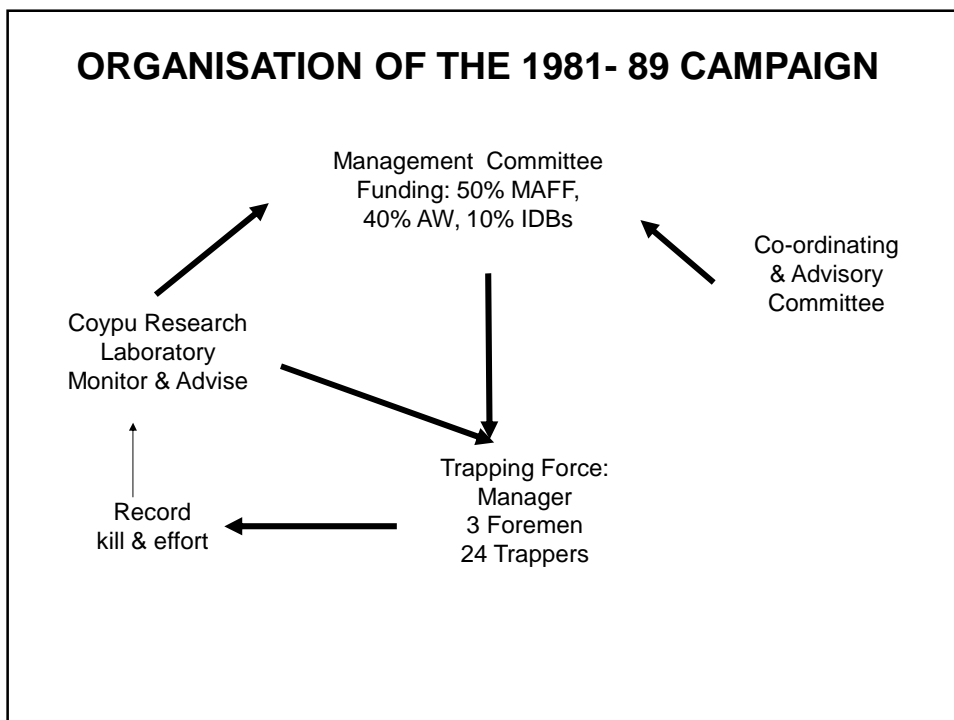 ORGANISATION OF THE 1981- 89 CAMPAIGN
Management Committee
Funding: 50% MAFF,
40% AW, 10% IDBs
Co-ordinating
& Advisory
Committee
Coypu Research
Laboratory
Monitor & Advise
Trapping Force:
Manager
3 Foremen
24 Trappers
Record
kill & effort